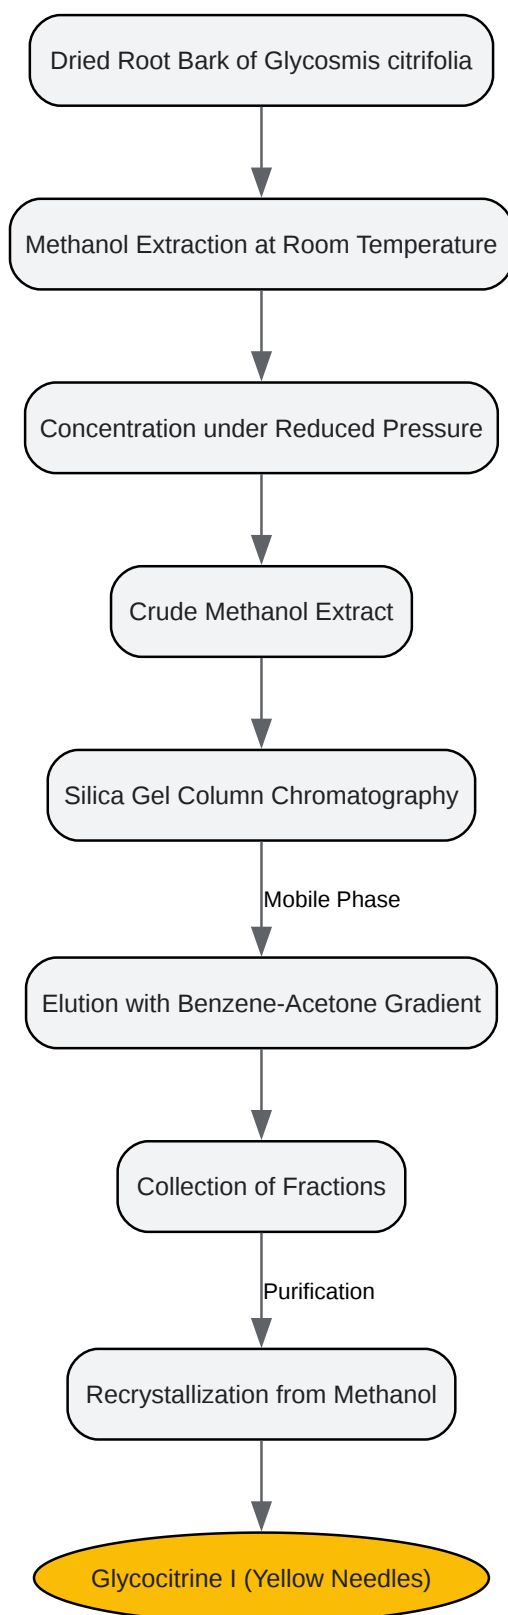 Dried Root Bark of Glycosmis citrifolia
Methanol Extraction at Room Temperature
Concentration under Reduced Pressure
Crude Methanol Extract
Silica Gel Column Chromatography
Mobile Phase
Elution with Benzene-Acetone Gradient
Collection of Fractions
Purification
Recrystallization from Methanol
Glycocitrine I (Yellow Needles)